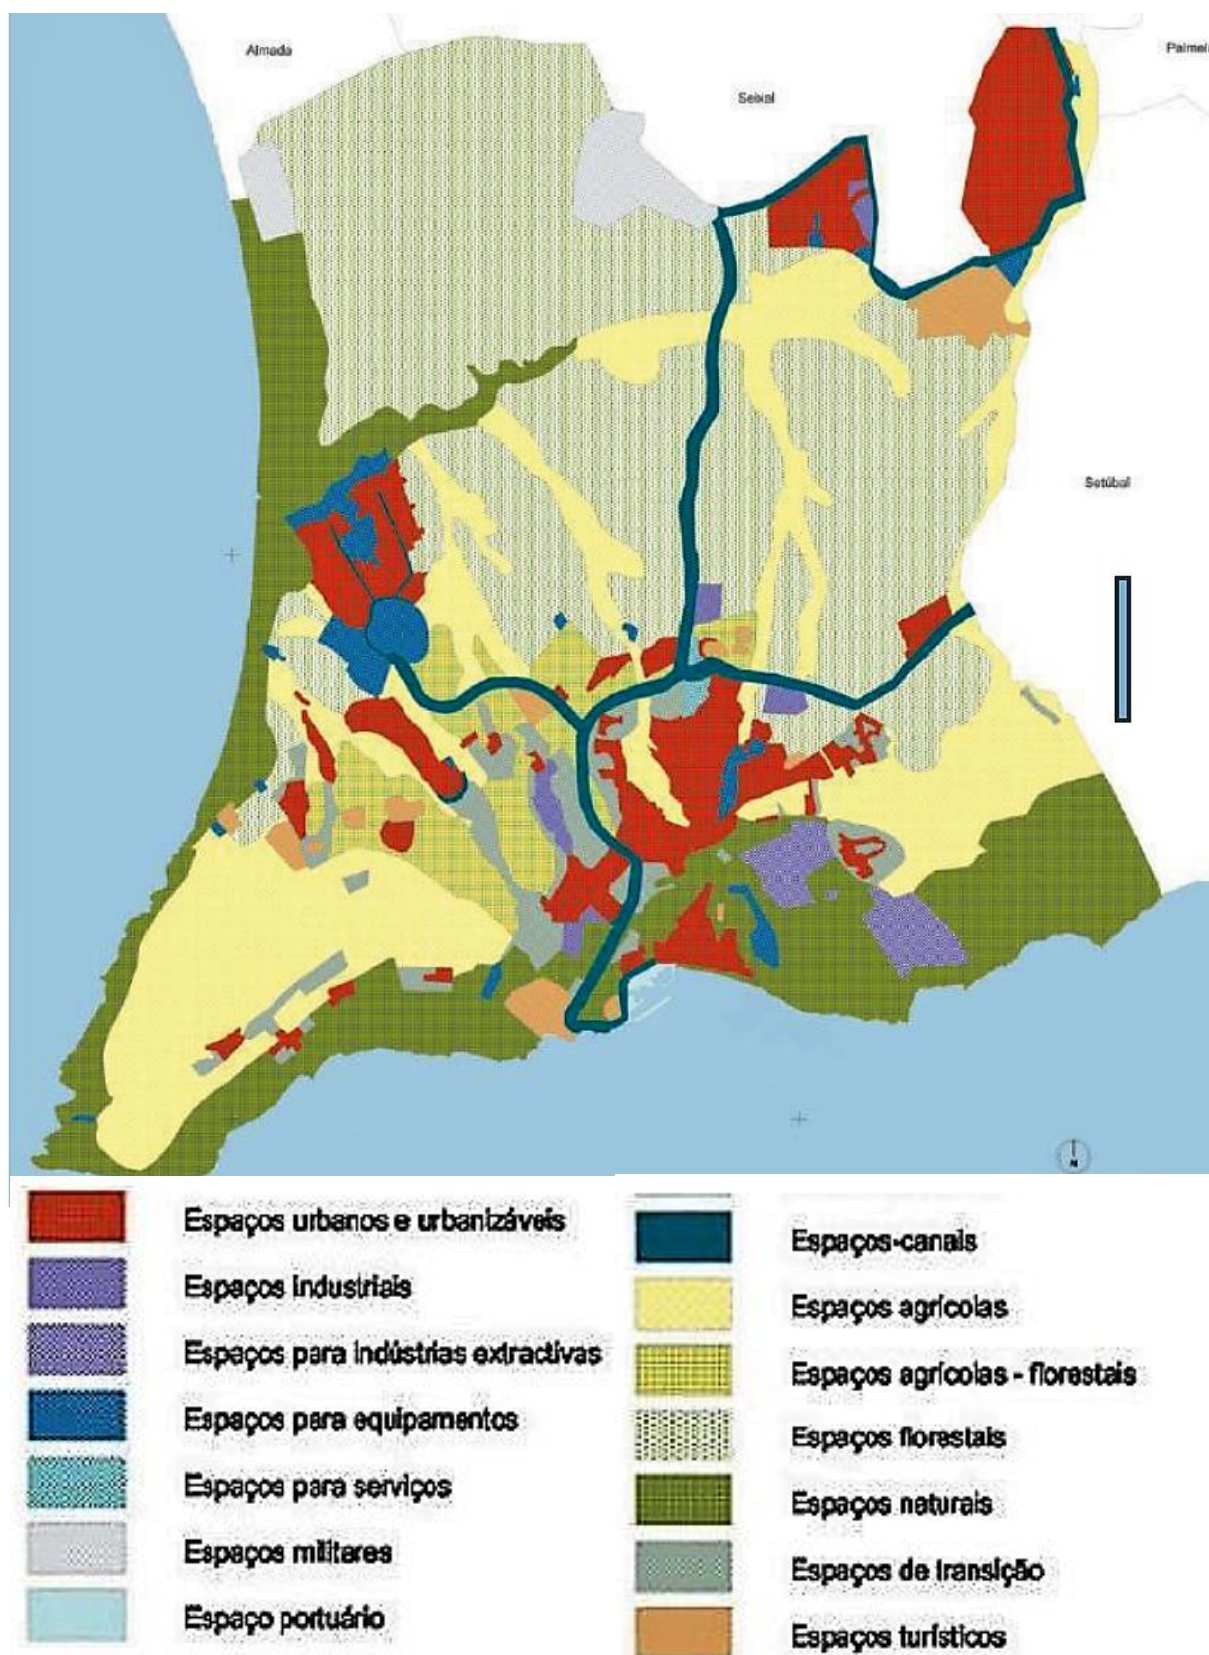 Almada
Palmel
Seixal
Setúbal
N
Espaços urbanos e urbanizáveis
Espaços industriais
Espaços para indústrias extractivas
Espaços para equipamentos
Espaços para serviços
Espaços militares
Espaço portuário
Espaços-canais
Espaços agrícolas
Espaços agrícolas - florestais
Espaços florestais
Espaços naturais
Espaços de transição
Espaços turísticos